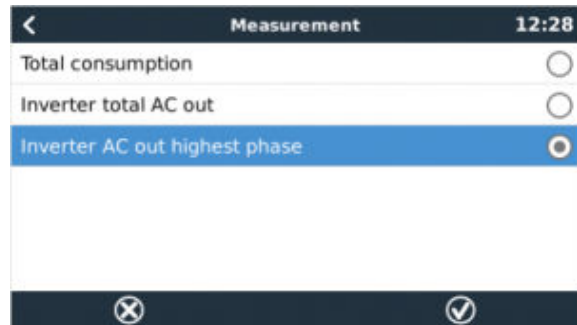 Measurement 12:28
Total consumption
Inverter total AC out
Inverter AC out highest phase